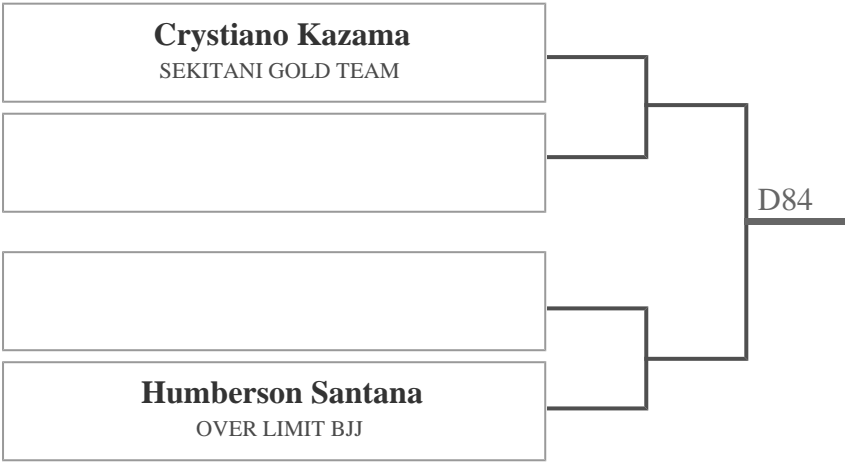 Crystiano Kazama
SEKITANI GOLD TEAM
D84
Humberson Santana
OVER LIMIT BJJ